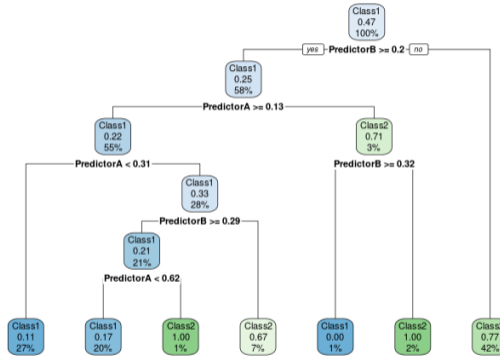 Class1
0.47
100%
yes PredictorB >= 0.2 no
Class1
0.25
58%
PredictorA >= 0.13
Class1
0.22
55%
Class2
0.71
3%
PredictorA < 0.31
PredictorB >= 0.32
Class1
0.33
28%
PredictorB >= 0.29
Class1
0.21
21%
PredictorA < 0.62
Class1
0.11
27%
Class1
0.17
20%
Class2
1.00
1%
Class2
0.67
7%
Class1
0.00
1%
Class2
1.00
2%
Class2
0.77
42%